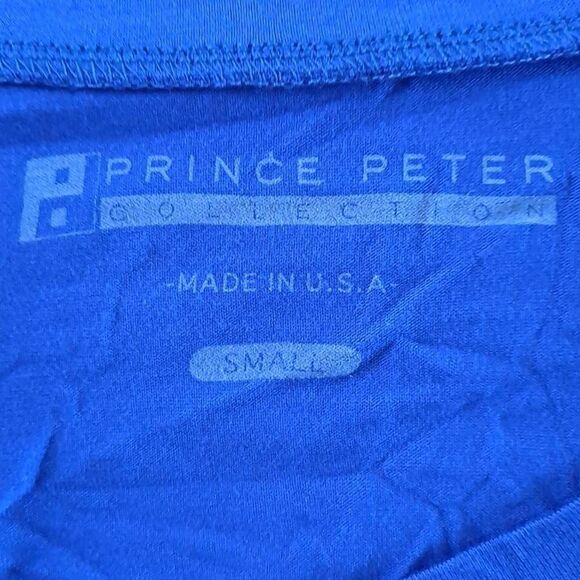 PRINCE PETER
COLLECTION
-MADE IN U.S.A-
SMALL